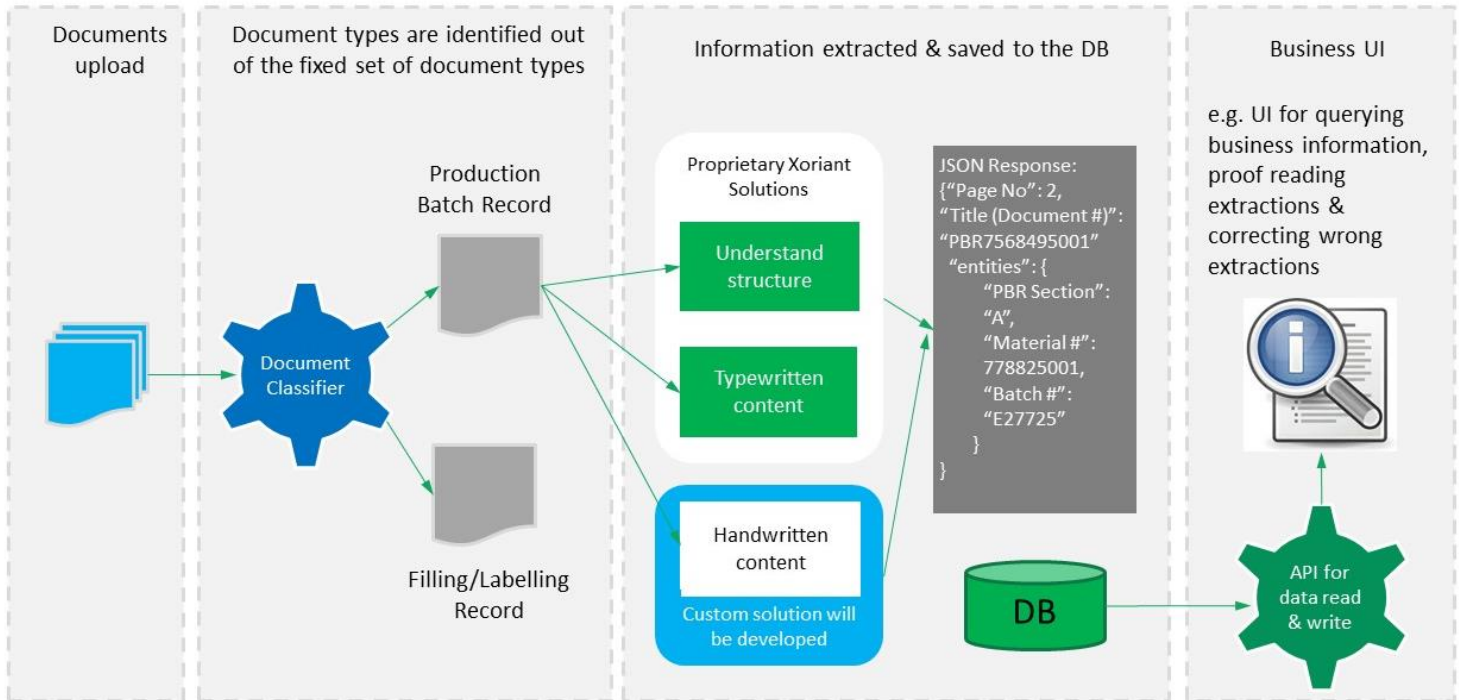 Documents
upload
Document types are identified out
of the fixed set of document types
Production
Batch Record
Document
Classifier
Filling/Labelling
Record
Information extracted & saved to the DB
Proprietary Xoriant
Solutions
Understand
structure
Typewritten
content
Handwritten
content
Custom solution will
be developed
JSON Response:
{“Page No”: 2,
“Title (Document #)”:
“PBR7568495001”
“entities”: {
“PBR Section”:
“A”,
“Material #”:
778825001,
“Batch #”:
“E27725”
}
}
DB
Business UI
e.g. UI for querying
business information,
proof reading
extractions &
correcting wrong
extractions
i
API for
data read
& write